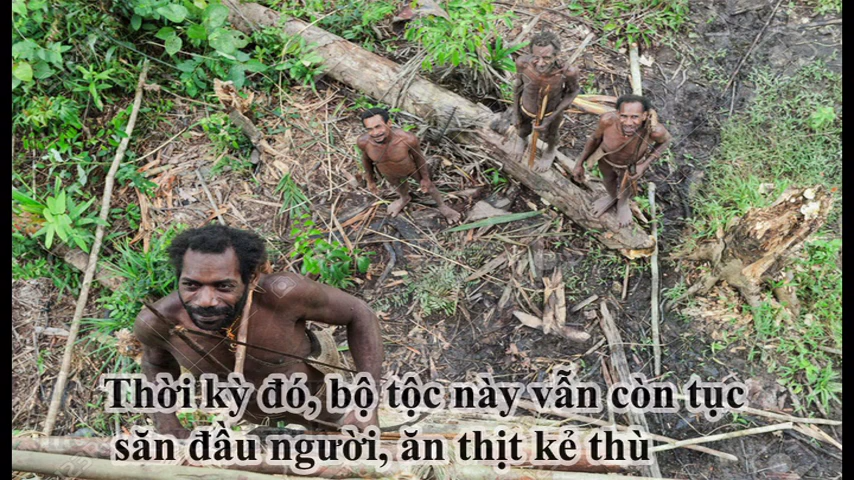 Thời kỳ đó, bộ tộc này vẫn còn tục
săn đầu người, ăn thịt kẻ thù